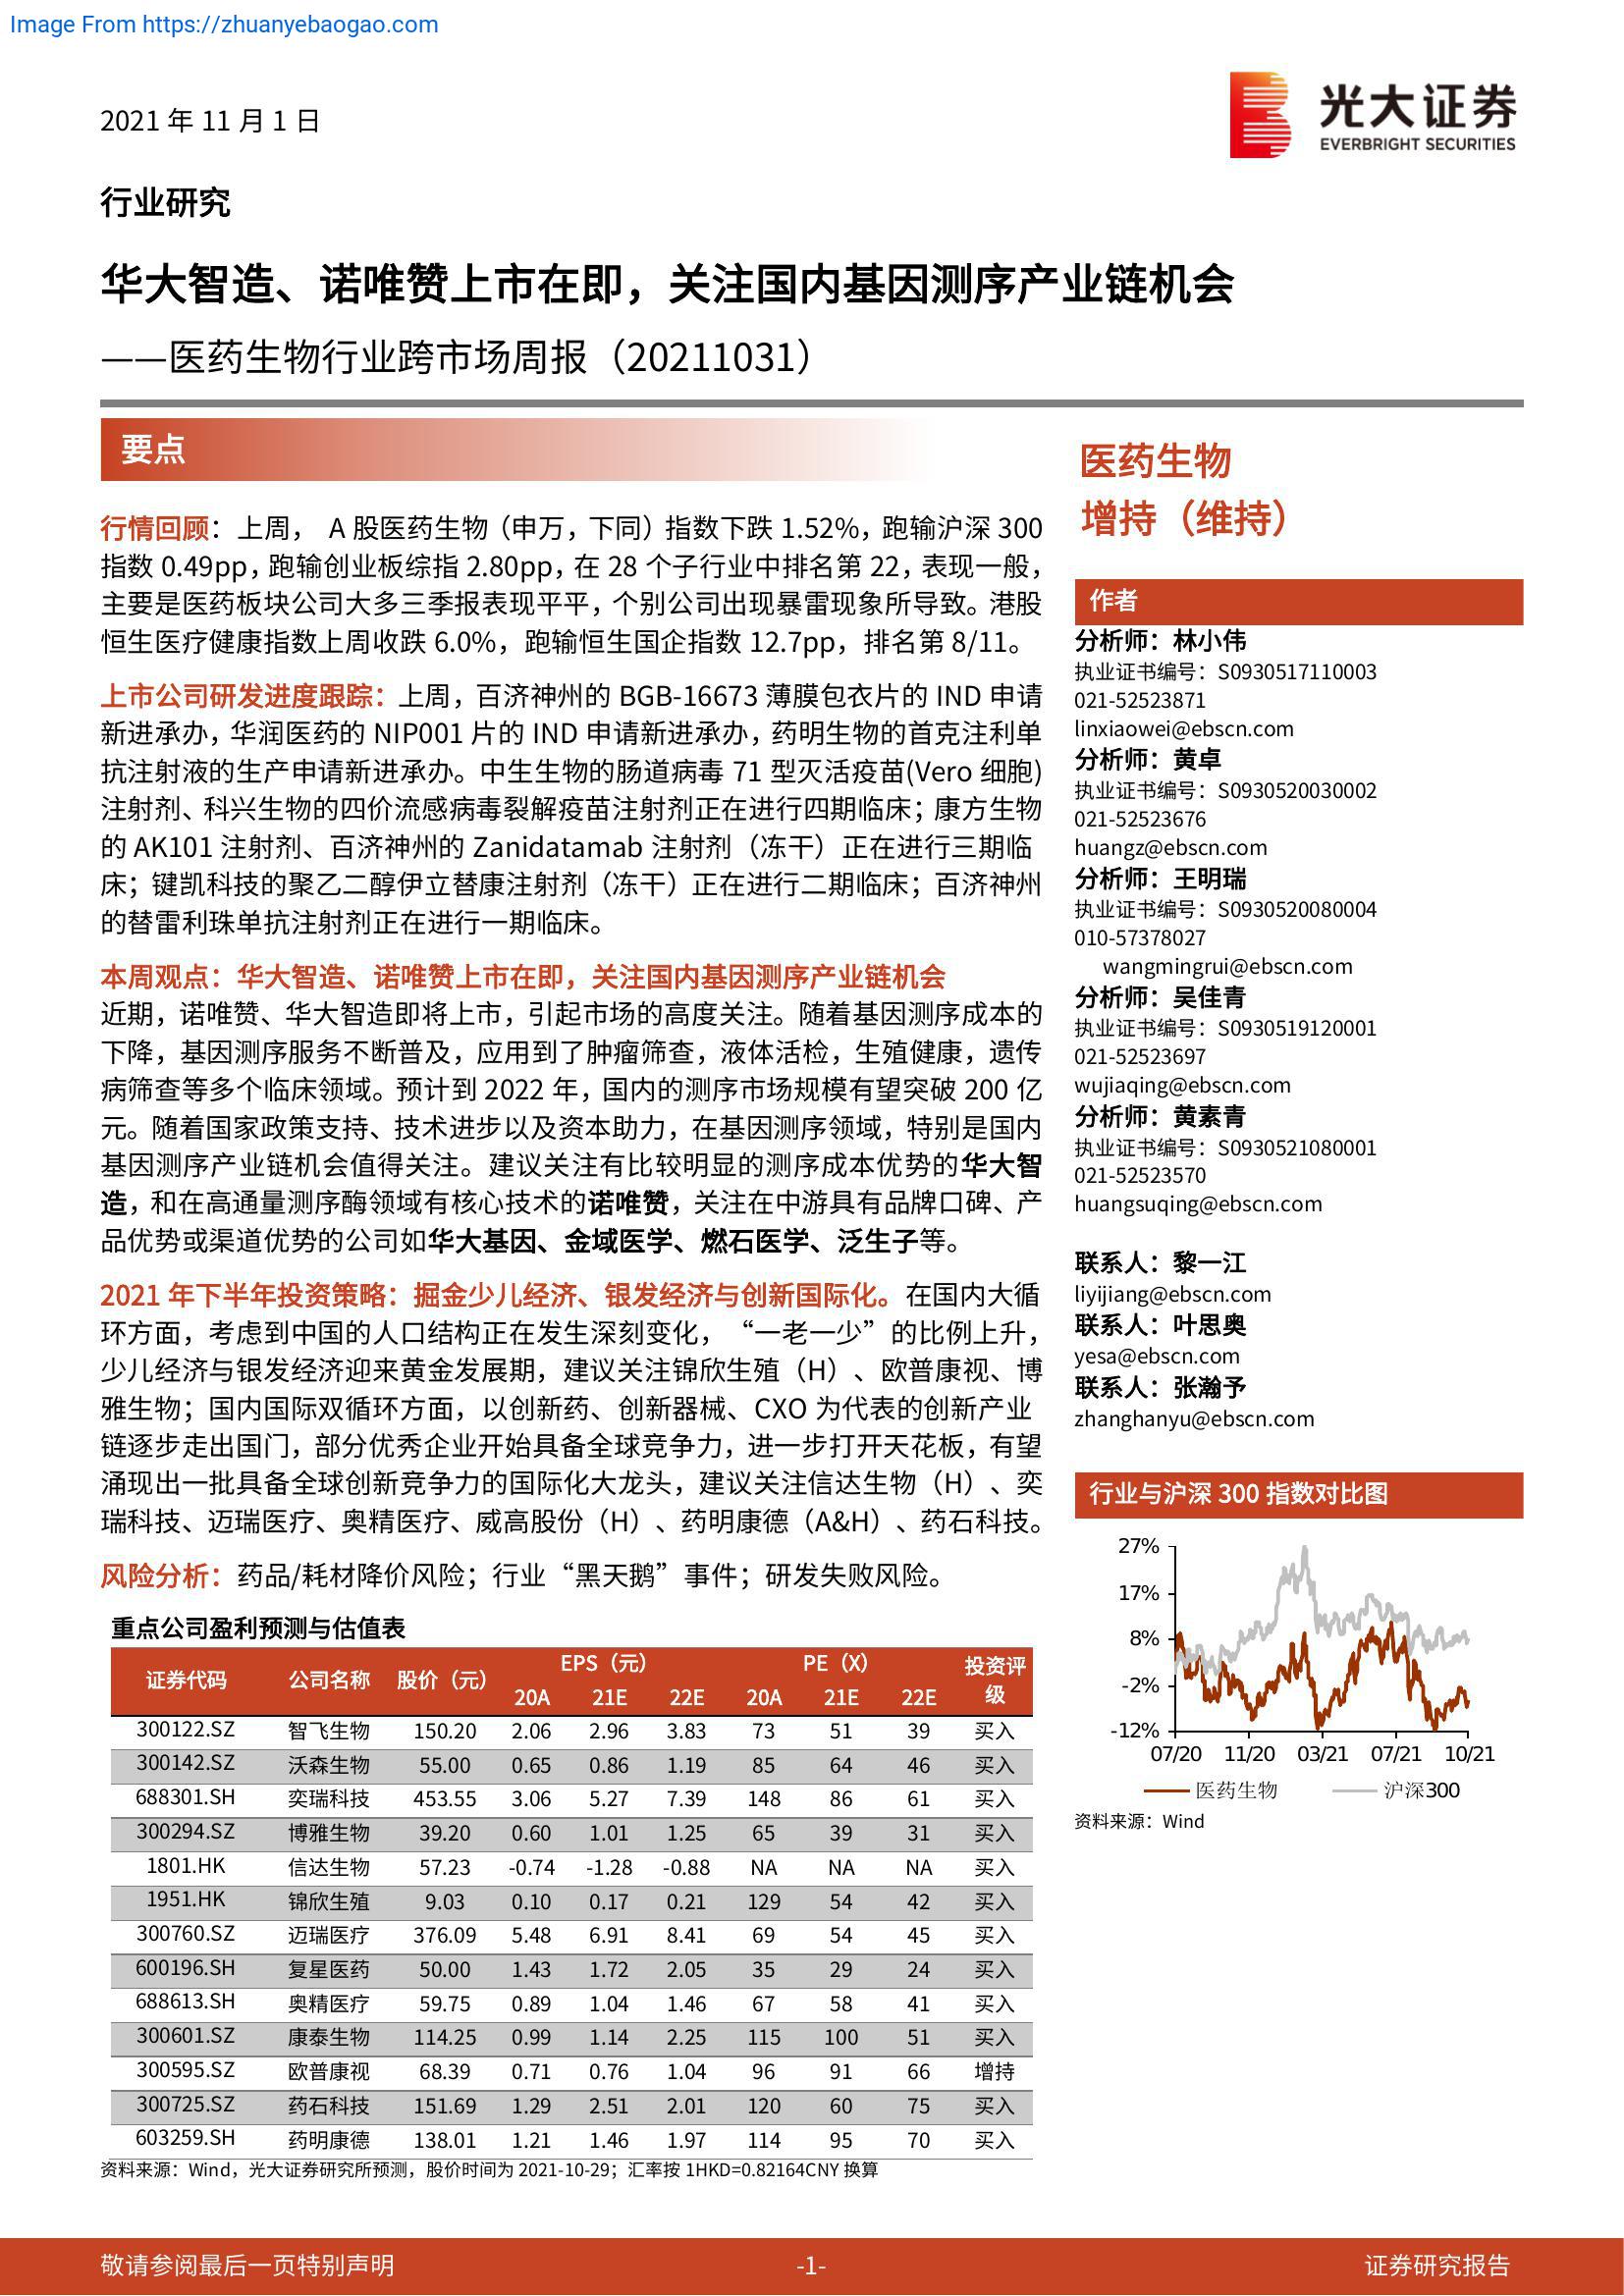 Image From https://zhuanyebaogao.com
2021 年 11 月 1 日
光大证券
EVERBRIGHT SECURITIES
行业研究
华大智造、诺唯赞上市在即，关注国内基因测序产业链机会
——医药生物行业跨市场周报（20211031）
要点
行情回顾：上周， A 股医药生物（申万，下同）指数下跌 1.52%，跑输沪深 300
指数 0.49pp，跑输创业板综指 2.80pp，在 28 个子行业中排名第 22，表现一般，
主要是医药板块公司大多三季报表现平平，个别公司出现暴雷现象所导致。港股
恒生医疗健康指数上周收跌 6.0%，跑输恒生国企指数 12.7pp，排名第 8/11。
上市公司研发进度跟踪：上周，百济神州的 BGB-16673 薄膜包衣片的 IND 申请
新进承办，华润医药的 NIP001 片的 IND 申请新进承办，药明生物的首克注利单
抗注射液的生产申请新进承办。中生生物的肠道病毒 71 型灭活疫苗(Vero 细胞)
注射剂、科兴生物的四价流感病毒裂解疫苗注射剂正在进行四期临床；康方生物
的 AK101 注射剂、百济神州的 Zanidatamab 注射剂（冻干）正在进行三期临
床；键凯科技的聚乙二醇伊立替康注射剂（冻干）正在进行二期临床；百济神州
的替雷利珠单抗注射剂正在进行一期临床。
本周观点：华大智造、诺唯赞上市在即，关注国内基因测序产业链机会
近期，诺唯赞、华大智造即将上市，引起市场的高度关注。随着基因测序成本的
下降，基因测序服务不断普及，应用到了肿瘤筛查，液体活检，生殖健康，遗传
病筛查等多个临床领域。预计到 2022 年，国内的测序市场规模有望突破 200 亿
元。随着国家政策支持、技术进步以及资本助力，在基因测序领域，特别是国内
基因测序产业链机会值得关注。建议关注有比较明显的测序成本优势的华大智
造，和在高通量测序酶领域有核心技术的诺唯赞，关注在中游具有品牌口碑、产
品优势或渠道优势的公司如华大基因、金域医学、燃石医学、泛生子等。
2021 年下半年投资策略：掘金少儿经济、银发经济与创新国际化。在国内大循
环方面，考虑到中国的人口结构正在发生深刻变化，“一老一少”的比例上升，
少儿经济与银发经济迎来黄金发展期，建议关注锦欣生殖（H）、欧普康视、博
雅生物；国内国际双循环方面，以创新药、创新器械、CXO 为代表的创新产业
链逐步走出国门，部分优秀企业开始具备全球竞争力，进一步打开天花板，有望
涌现出一批具备全球创新竞争力的国际化大龙头，建议关注信达生物（H）、奕
瑞科技、迈瑞医疗、奥精医疗、威高股份（H）、药明康德（A&H）、药石科技。
风险分析：药品/耗材降价风险；行业“黑天鹅”事件；研发失败风险。
重点公司盈利预测与估值表
证券代码 公司名称 股价（元） EPS（元） PE（X） 投资评级
20A 21E 22E 20A 21E 22E
300122.SZ 智飞生物 150.20 2.06 2.96 3.83 73 51 39 买入
300142.SZ 沃森生物 55.00 0.65 0.86 1.19 85 64 46 买入
688301.SH 奕瑞科技 453.55 3.06 5.27 7.39 148 86 61 买入
300294.SZ 博雅生物 39.20 0.60 1.01 1.25 65 39 31 买入
1801.HK 信达生物 57.23 -0.74 -1.28 -0.88 NA NA NA 买入
1951.HK 锦欣生殖 9.03 0.10 0.17 0.21 129 54 42 买入
300760.SZ 迈瑞医疗 376.09 5.48 6.91 8.41 69 54 45 买入
600196.SH 复星医药 50.00 1.43 1.72 2.05 35 29 24 买入
688613.SH 奥精医疗 59.75 0.89 1.04 1.46 67 58 41 买入
300601.SZ 康泰生物 114.25 0.99 1.14 2.25 115 100 51 买入
300595.SZ 欧普康视 68.39 0.71 0.76 1.04 96 91 66 增持
300725.SZ 药石科技 151.69 1.29 2.51 2.01 120 60 75 买入
603259.SH 药明康德 138.01 1.21 1.46 1.97 114 95 70 买入
资料来源：Wind，光大证券研究所预测，股价时间为 2021-10-29；汇率按 1HKD=0.82164CNY 换算
医药生物
增持（维持）
作者
分析师：林小伟
执业证书编号：S0930517110003
021-52523871
linxiaowei@ebscn.com
分析师：黄卓
执业证书编号：S0930520030002
021-52523676
huangz@ebscn.com
分析师：王明瑞
执业证书编号：S0930520080004
010-57378027
wangmingrui@ebscn.com
分析师：吴佳青
执业证书编号：S0930519120001
021-52523697
wujiaqing@ebscn.com
分析师：黄素青
执业证书编号：S0930521080001
021-52523570
huangsuqing@ebscn.com
联系人：黎一江
liyijiang@ebscn.com
联系人：叶思奥
yesa@ebscn.com
联系人：张瀚予
zhanghanyu@ebscn.com
行业与沪深 300 指数对比图
27%
17%
8%
-2%
-12%
07/20 11/20 03/21 07/21 10/21
医药生物 沪深300
资料来源：Wind
敬请参阅最后一页特别声明 -1- 证券研究报告